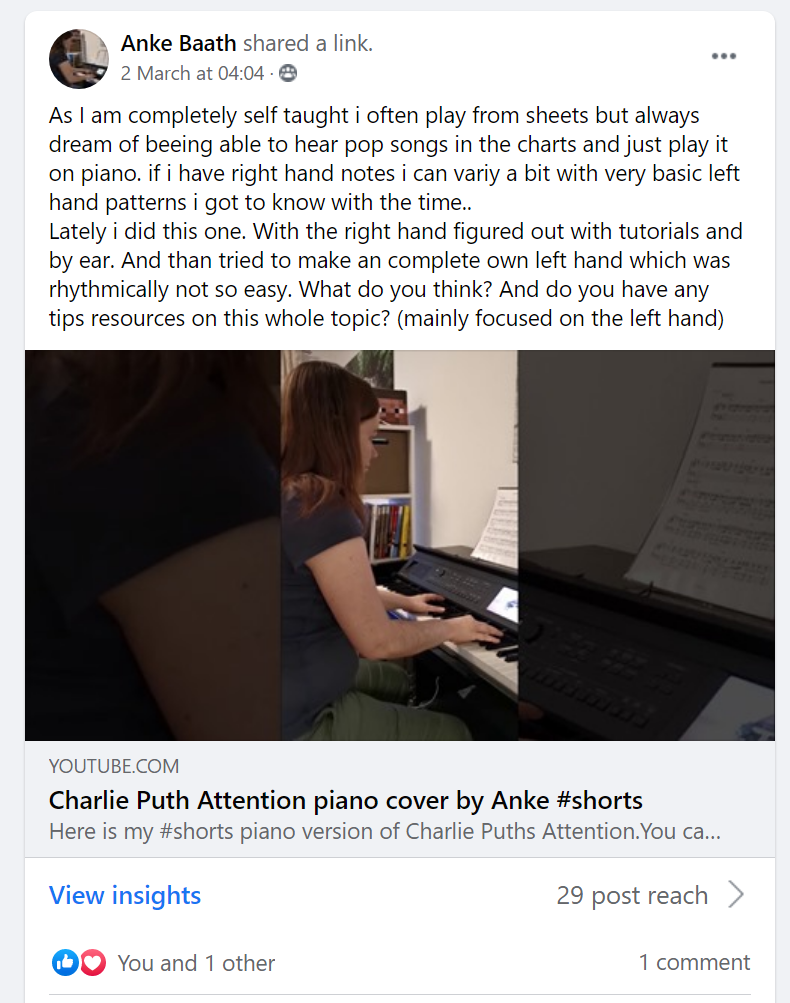 Anke Baath shared a link.
2 March at 04:04 ·
As I am completely self taught i often play from sheets but always
dream of beeing able to hear pop songs in the charts and just play it
on piano. if i have right hand notes i can variy a bit with very basic left
hand patterns i got to know with the time..
Lately i did this one. With the right hand figured out with tutorials and
by ear. And than tried to make an complete own left hand which was
rhythmically not so easy. What do you think? And do you have any
tips resources on this whole topic? (mainly focused on the left hand)
YOUTUBE.COM
Charlie Puth Attention piano cover by Anke #shorts
Here is my #shorts piano version of Charlie Puths Attention.You ca...
View insights
29 post reach
You and 1 other
1 comment